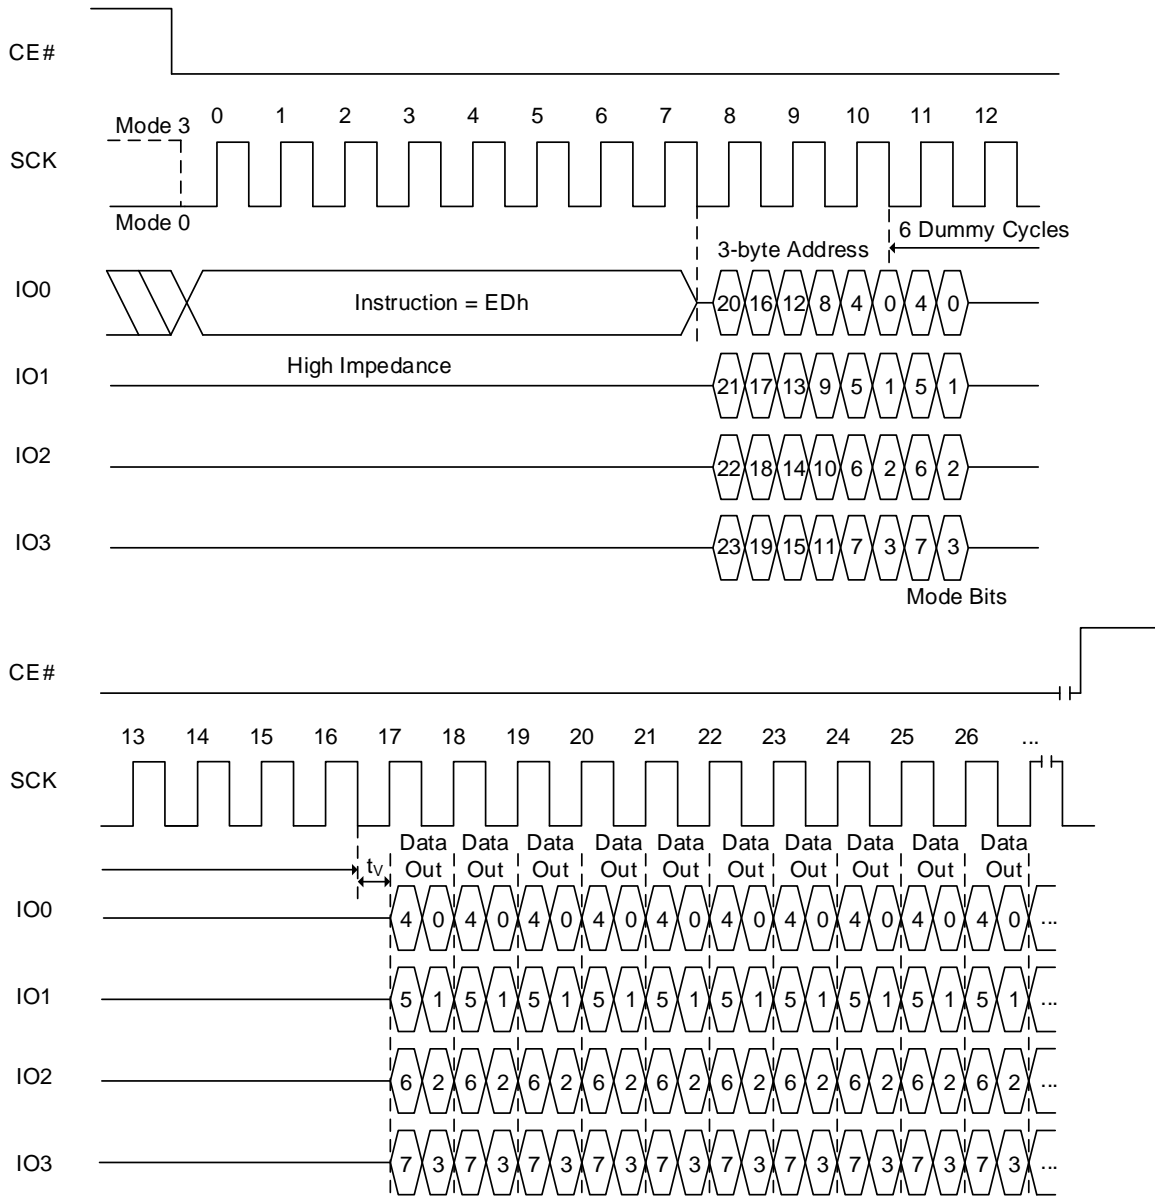 CE#
0 1 2 3 4 5 6 7 8 9 10 11 12
Mode 3
SCK
Mode 0
6 Dummy Cycles
3-byte Address
IO0
Instruction = EDh
20 16 12 8 4 0 4 0
High Impedance
IO1
21 17 13 9 5 1 5 1
IO2
22 18 14 10 6 2 6 2
IO3
23 19 15 11 7 3 7 3
Mode Bits
CE#
13 14 15 16 17 18 19 20 21 22 23 24 25 26 ...
SCK
Data Data Data Data Data Data Data Data Data Data
tV Out Out Out Out Out Out Out Out Out Out
IO0
4 0 4 0 4 0 4 0 4 0 4 0 4 0 4 0 4 0 4 0 ...
IO1
5 1 5 1 5 1 5 1 5 1 5 1 5 1 5 1 5 1 5 1 ...
IO2
6 2 6 2 6 2 6 2 6 2 6 2 6 2 6 2 6 2 6 2 ...
IO3
7 3 7 3 7 3 7 3 7 3 7 3 7 3 7 3 7 3 7 3 ...